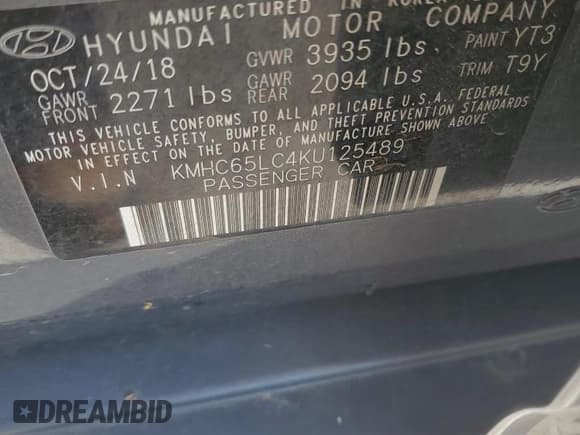 MANUFACTURED IN KOREA
HYUNDAI MOTOR COMPANY
OCT/24/18 GVWR 3935 lbs PAINT YT3
GAWR FRONT 2271 lbs GAWR REAR 2094 lbs TRIM T9Y
THIS VEHICLE CONFORMS TO ALL APPLICABLE U.S.A. FEDERAL
MOTOR VEHICLE SAFETY, BUMPER, AND THEFT PREVENTION STANDARDS
IN EFFECT ON THE DATE OF MANUFACTURE SHOWN ABOVE
V.I.N KMHC65LC4KU125489
PASSENGER CAR
DREAMBID